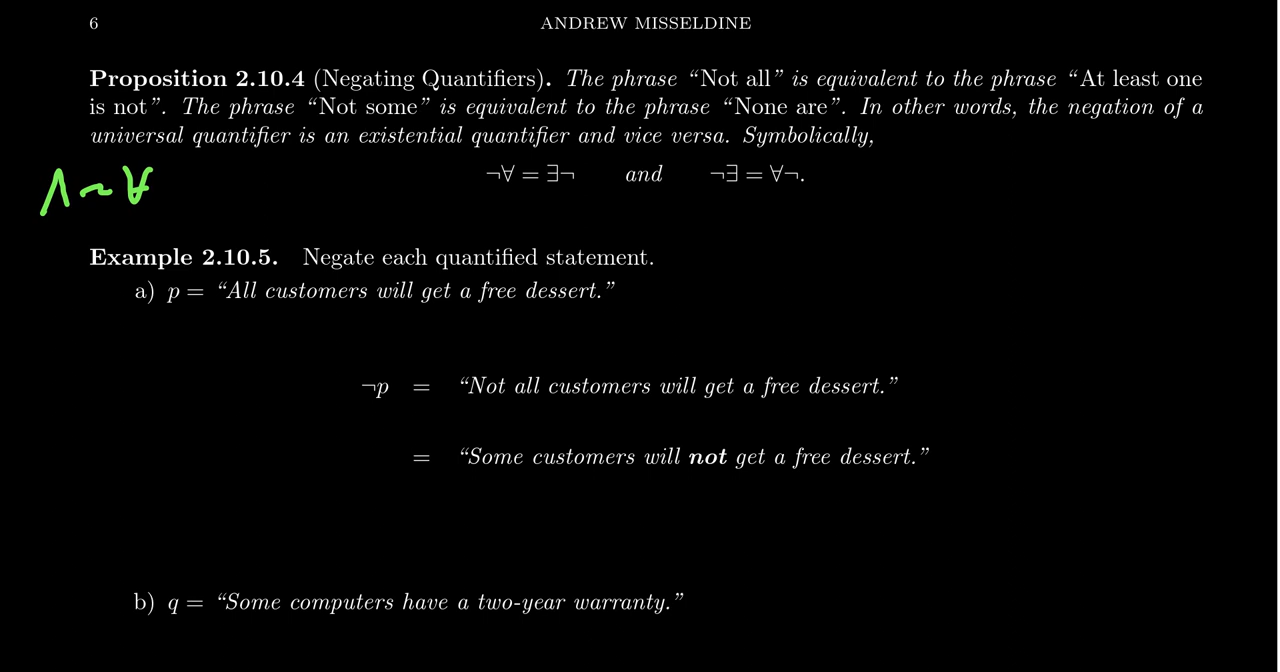 6 ANDREW MISSELDINE
Proposition 2.10.4 (Negating Quantifiers). The phrase “Not all” is equivalent to the phrase “At least one
is not”. The phrase “Not some” is equivalent to the phrase “None are”. In other words, the negation of a
universal quantifier is an existential quantifier and vice versa. Symbolically,
¬∀ = ∃¬ and ¬∃ = ∀¬.
∧ ~ ∀
Example 2.10.5. Negate each quantified statement.
a) p = “All customers will get a free dessert.”
¬p = “Not all customers will get a free dessert.”
= “Some customers will not get a free dessert.”
b) q = “Some computers have a two-year warranty.”